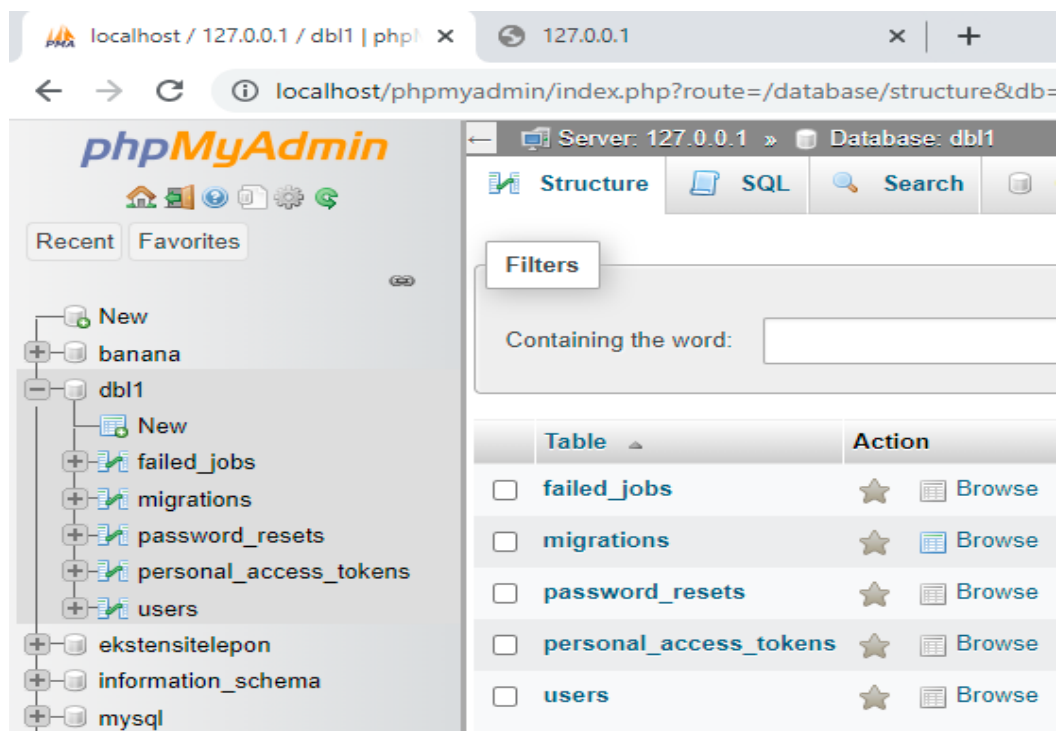 localhost / 127.0.0.1 / dbl1 | php
127.0.0.1
localhost/phpmyadmin/index.php?route=/database/structure&db=
phpMyAdmin
Recent Favorites
New
banana
dbl1
New
failed_jobs
migrations
password_resets
personal_access_tokens
users
ekstensitelepon
information_schema
mysql
Server: 127.0.0.1 » Database: dbl1
Structure SQL Search
Filters
Containing the word:
Table Action
failed_jobs Browse
migrations Browse
password_resets Browse
personal_access_tokens Browse
users Browse